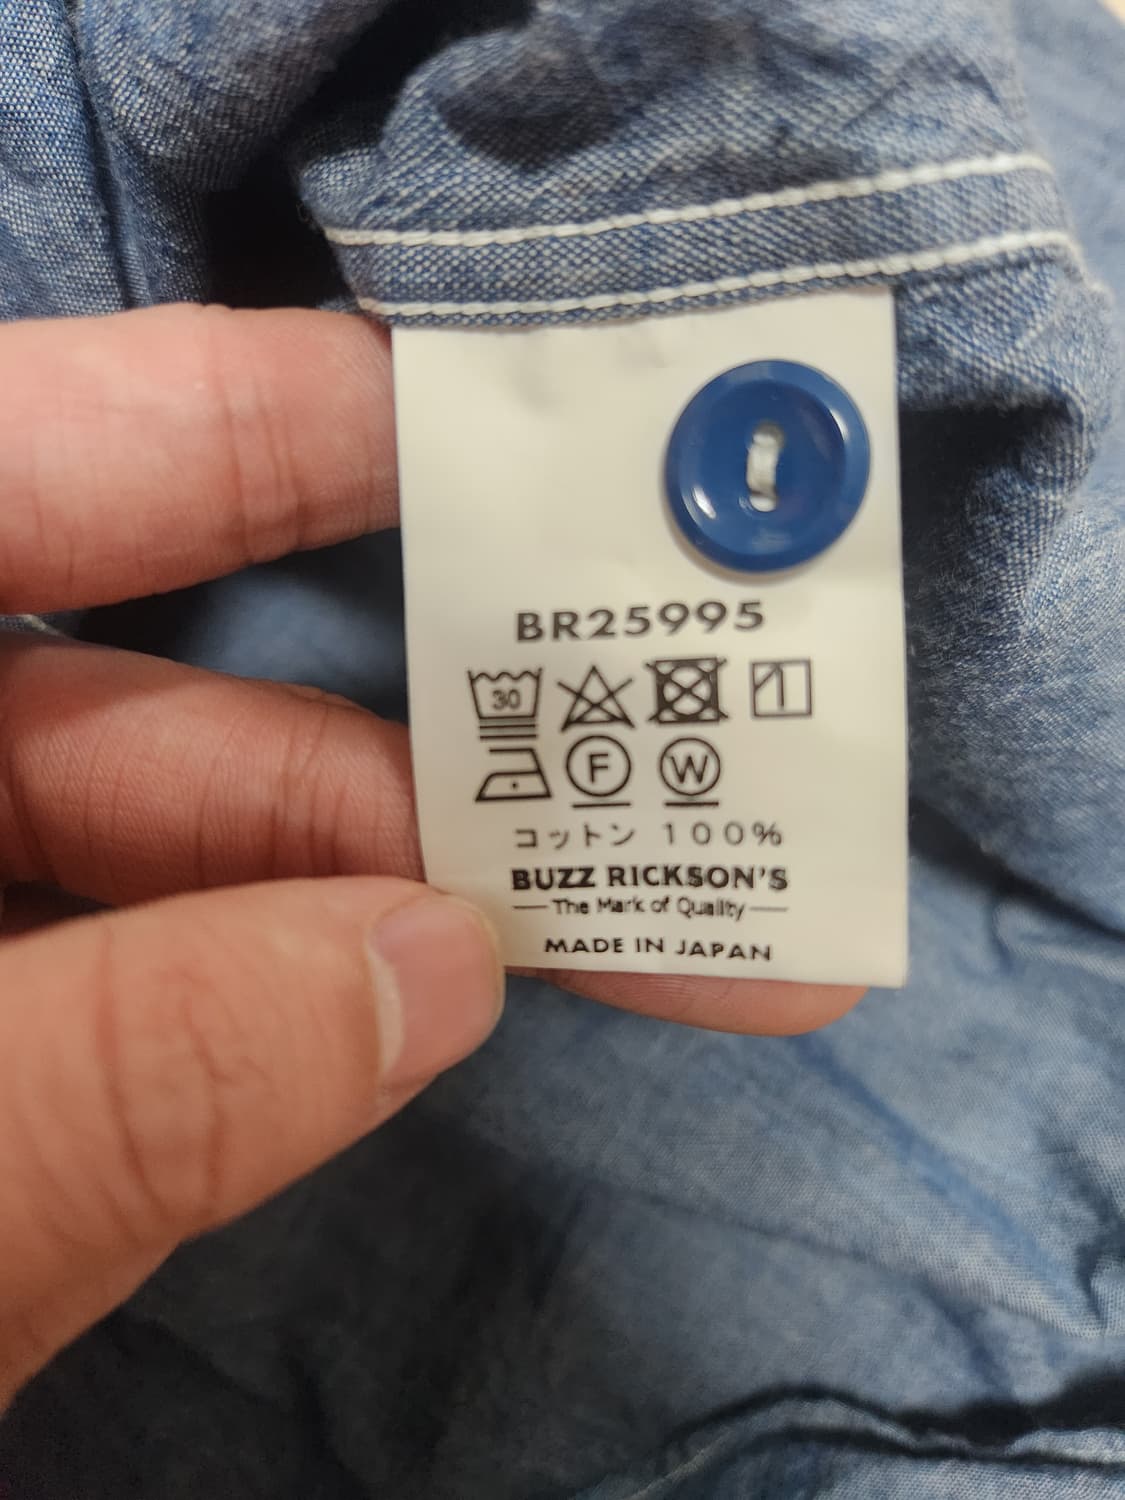 BR25995
30
F W
コットン 100%
BUZZ RICKSON'S
The Mark of Quality
MADE IN JAPAN